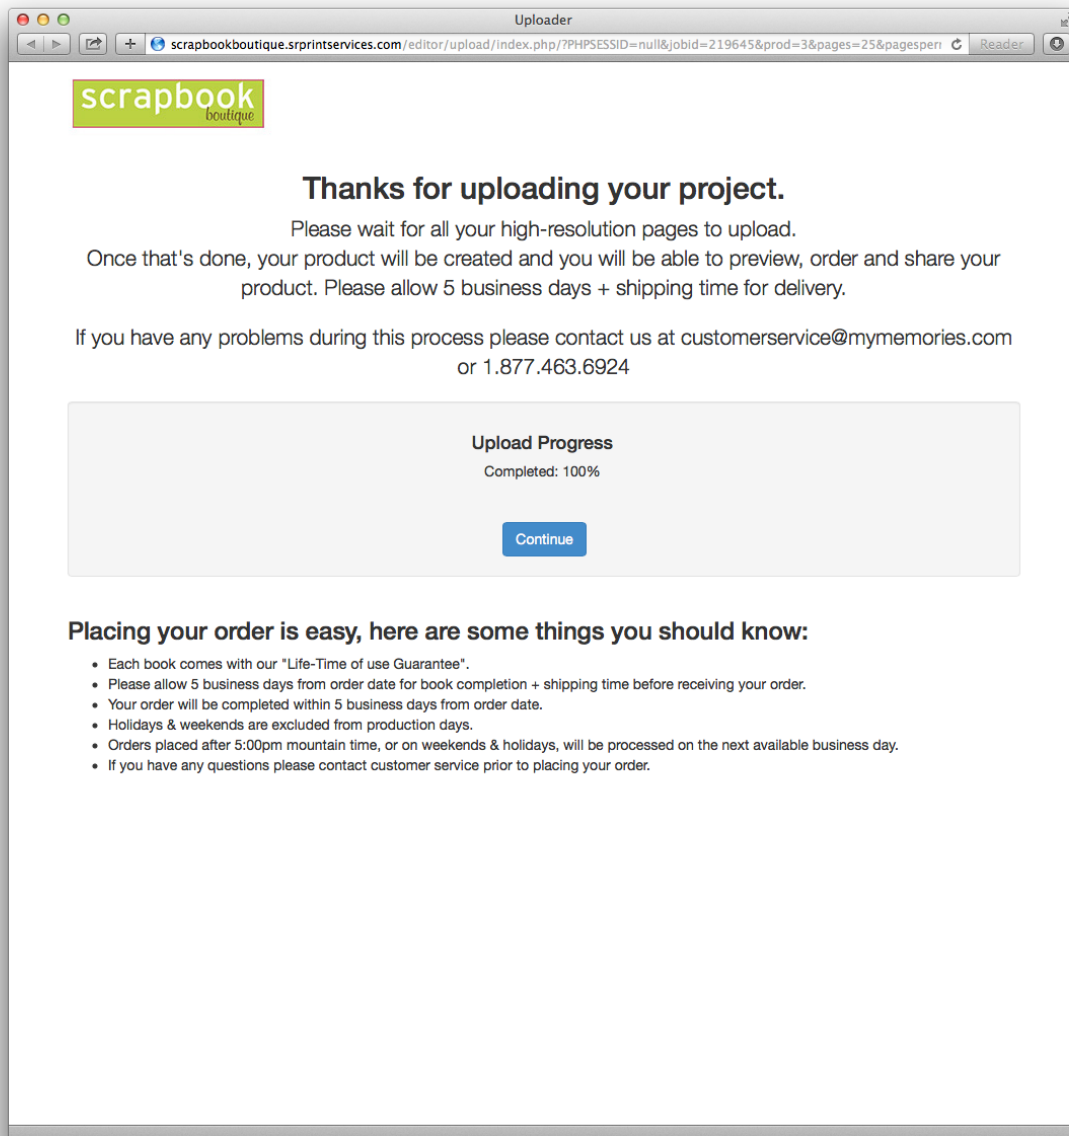 Uploader
scrapbookboutique.srprintservices.com/editor/upload/index.php/?PHPSESSID=null&jobid=219645&prod=3&pages=25&pagesper
Reader
scrapbook
boutique
Thanks for uploading your project.
Please wait for all your high-resolution pages to upload.
Once that's done, your product will be created and you will be able to preview, order and share your
product. Please allow 5 business days + shipping time for delivery.
If you have any problems during this process please contact us at customerservice@mymemories.com
or 1.877.463.6924
Upload Progress
Completed: 100%
Continue
Placing your order is easy, here are some things you should know:
• Each book comes with our "Life-Time of use Guarantee".
• Please allow 5 business days from order date for book completion + shipping time before receiving your order.
• Your order will be completed within 5 business days from order date.
• Holidays & weekends are excluded from production days.
• Orders placed after 5:00pm mountain time, or on weekends & holidays, will be processed on the next available business day.
• If you have any questions please contact customer service prior to placing your order.